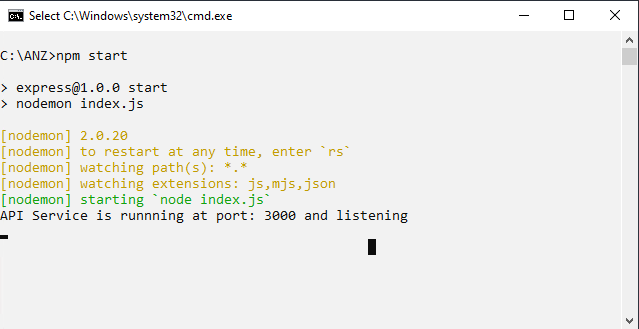 Select C:\Windows\system32\cmd.exe
C:\ANZ>npm start
> express@1.0.0 start
> nodemon index.js
[nodemon] 2.0.20
[nodemon] to restart at any time, enter `rs`
[nodemon] watching path(s): *.*
[nodemon] watching extensions: js,mjs,json
[nodemon] starting `node index.js`
API Service is runnning at port: 3000 and listening